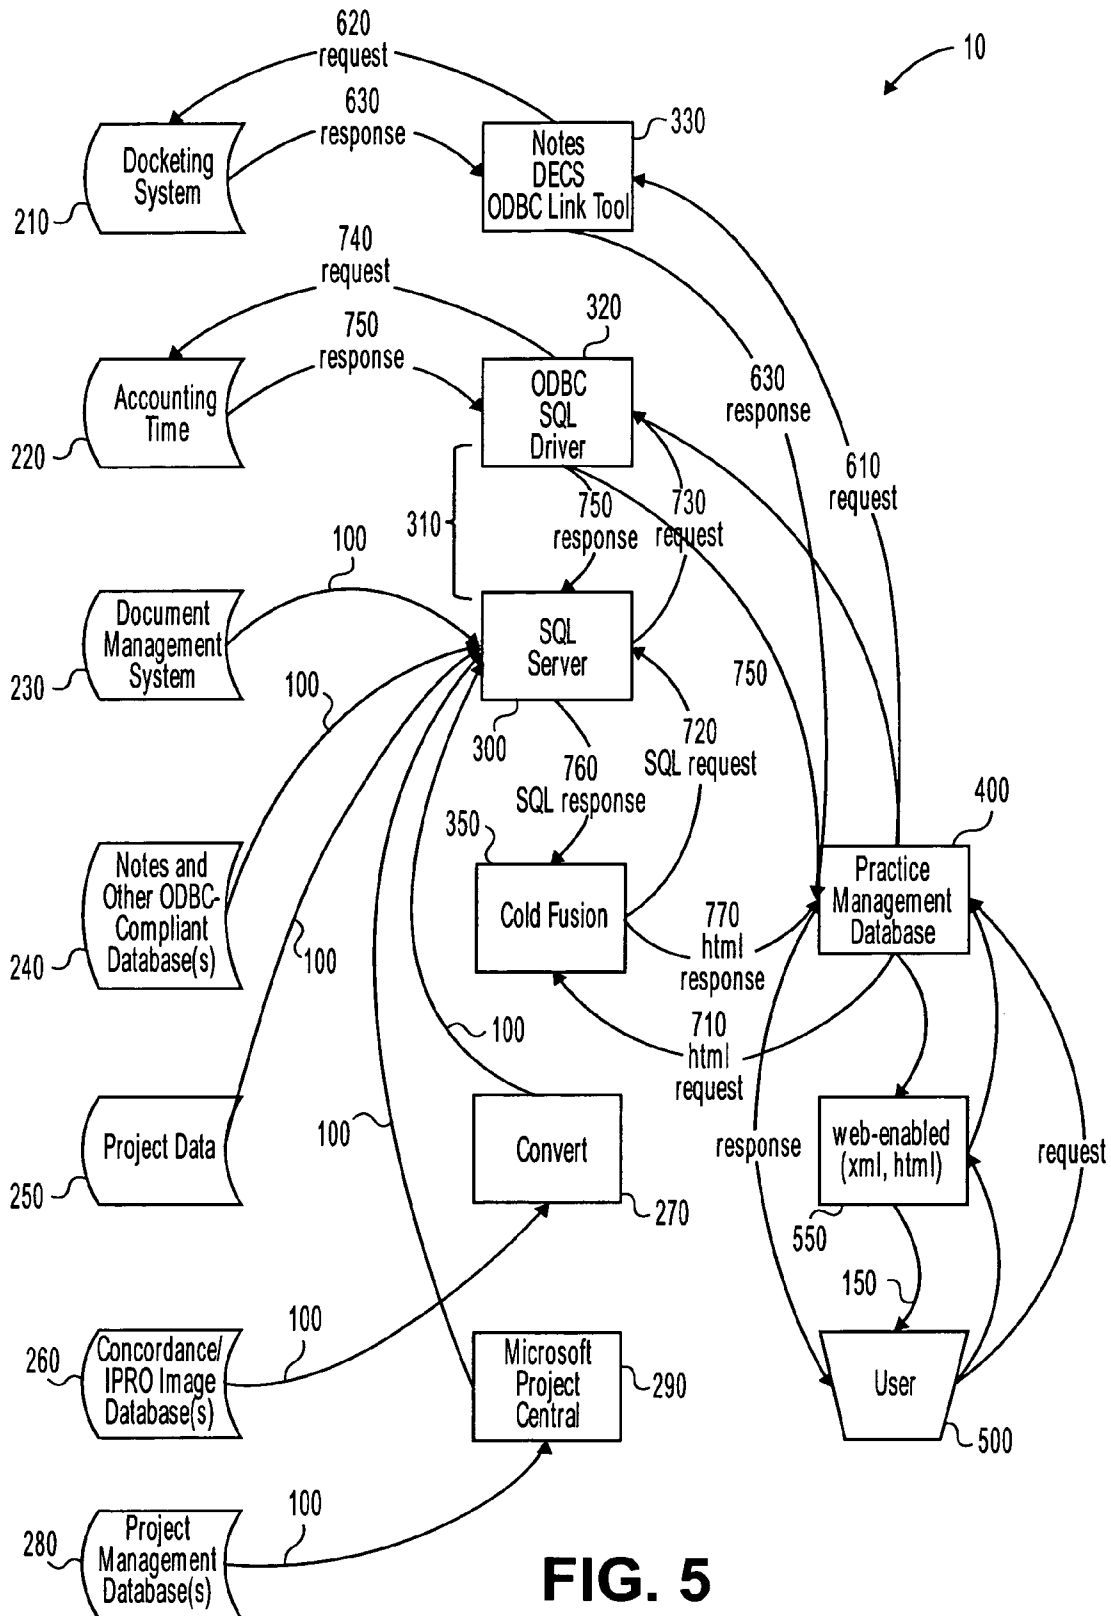 620
request
10
630
response
330
Notes
DECS
ODBC Link Tool
Docketing
System
210
740
request
320
750
response
ODBC
SQL
Driver
630
response
Accounting
Time
220
610
request
310
750
response
730
request
100
Document
Management
System
SQL
Server
230
750
100
300
720
SQL request
760
SQL response
400
350
Notes and
Other ODBC-
Compliant
Database(s)
Cold Fusion
770
html
response
Practice
Management
Database
240
100
100
710
html
request
100
Project Data
Convert
response
web-enabled
(xml, html)
request
250
270
550
150
260
100
Concordance/
IPRO Image
Database(s)
Microsoft
Project
Central
290
User
500
100
280
Project
Management
Database(s)
FIG. 5